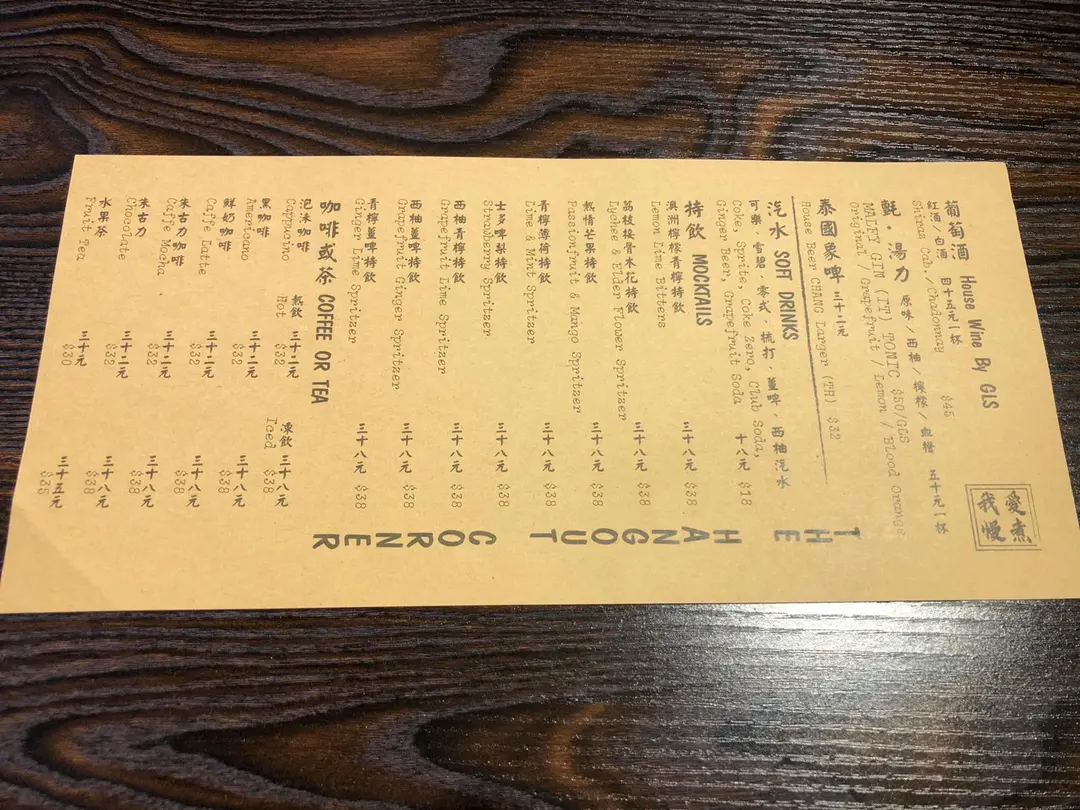 葡萄酒 House Wine By GLS
紅酒/白酒 四十五元一杯
Shiraz Cab./Chadonnay $45
氈・湯力 原味/西柚/檸檬/血橙 五十元一杯
MALFY GIN (IT) TONIC $50/GLS
Original / Grapefruit / Lemon / Blood Orange
泰國象啤 三十二元
House Beer CHANG Larger (TH) $32
汽水 SOFT DRINKS
可樂・雪碧・零式・梳打・薑啤・西柚汽水
Coke, Sprite, Coke Zero, Club Soda,
Ginger Beer, Grapefruit Soda 十八元 $18
特飲 MOCKTAILS
澳洲檸檬青檸特飲 三十八元 $38
Lemon Lime Bitters
荔枝接骨木花特飲 三十八元 $38
Lychee & Elder Flower Spritzer
熱情芒果特飲 三十八元 $38
Passionfruit & Mango Spritzer
青檸薄荷特飲 三十八元 $38
Lime & Mint Spritzer
士多啤梨特飲 三十八元 $38
Strawberry Spritzer
西柚青檸特飲 三十八元 $38
Grapefruit Lime Spritzer
西柚薑啤特飲 三十八元 $38
Grapefruit Ginger Spritzer
青檸薑啤特飲 三十八元 $38
Ginger Lime Spritzer
咖啡或茶 COFFEE OR TEA
熱飲 凍飲
Hot Iced
泡沫咖啡 三十二元 $32 三十八元 $38
Cappucino
黑咖啡 三十二元 $32 三十八元 $38
Americano
鮮奶咖啡 三十二元 $32 三十八元 $38
Caffe Latte
朱古力咖啡 三十二元 $32 三十八元 $38
Caffe Mocha
朱古力 三十二元 $32 三十八元 $38
Chocolate
水果茶 三十元 $30 三十五元 $35
Fruit Tea
THE HANGOUT CORNER
愛煮
我慢